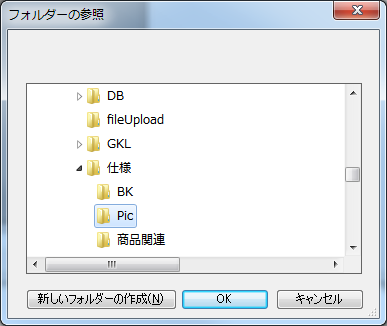 フォルダーの参照
DB
fileUpload
GKL
仕様
BK
Pic
商品関連
新しいフォルダーの作成(N)
OK
キャンセル